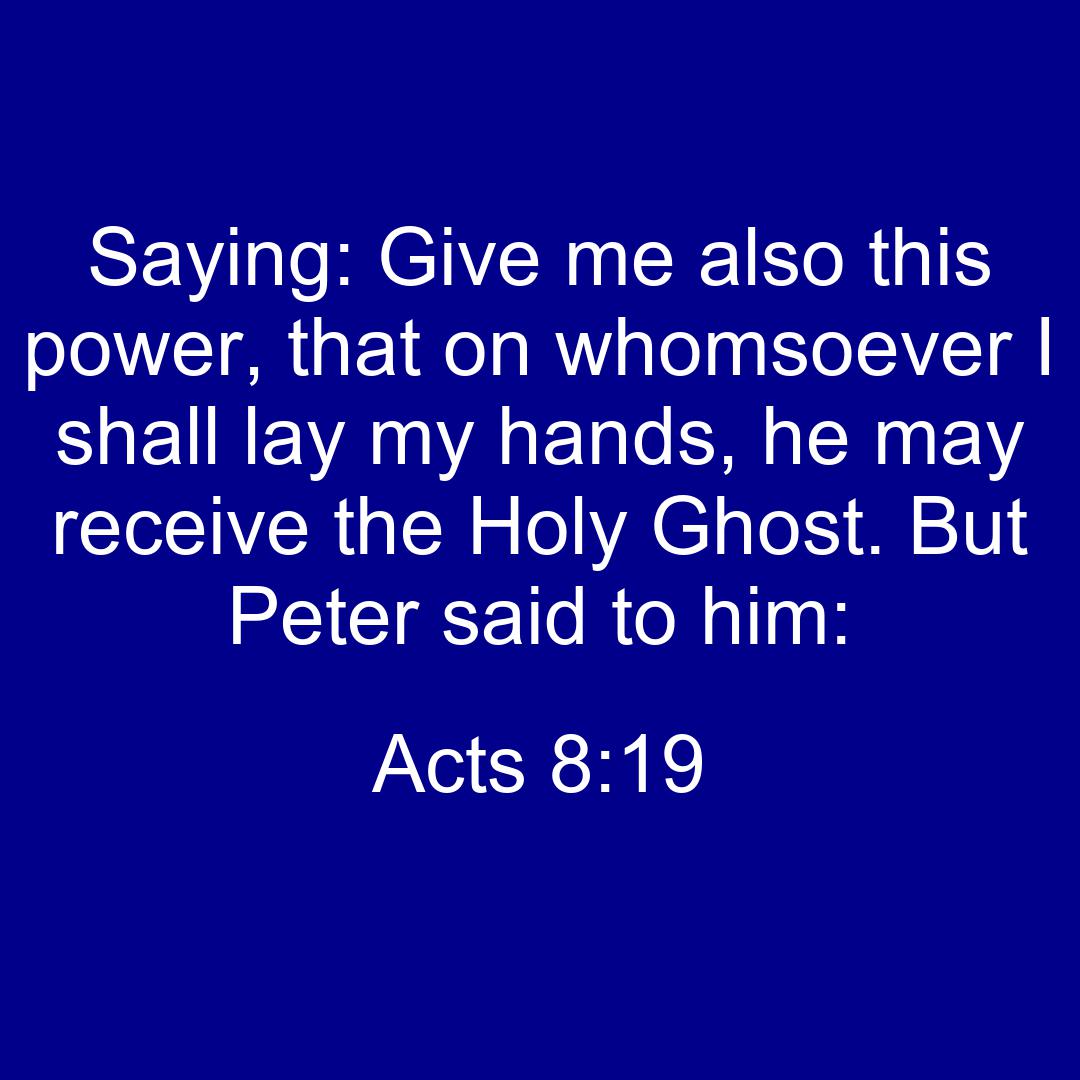 Saying: Give me also this
power, that on whomsoever I
shall lay my hands, he may
receive the Holy Ghost. But
Peter said to him:
Acts 8:19